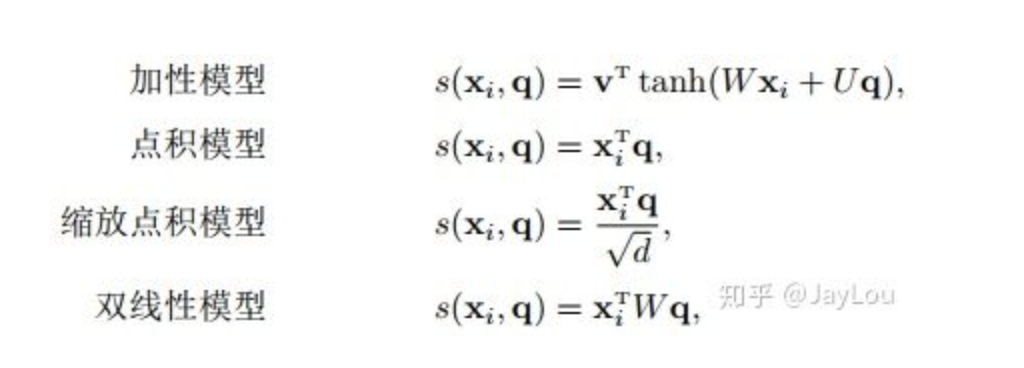 加性模型 s(𝐱ᵢ, 𝐪) = 𝐯ᵀ tanh(W𝐱ᵢ + U𝐪),
点积模型 s(𝐱ᵢ, 𝐪) = 𝐱ᵢᵀ𝐪,
缩放点积模型 s(𝐱ᵢ, 𝐪) = 𝐱ᵢᵀ𝐪 / √d,
双线性模型 s(𝐱ᵢ, 𝐪) = 𝐱ᵢᵀW𝐪,
知乎 @JayLou